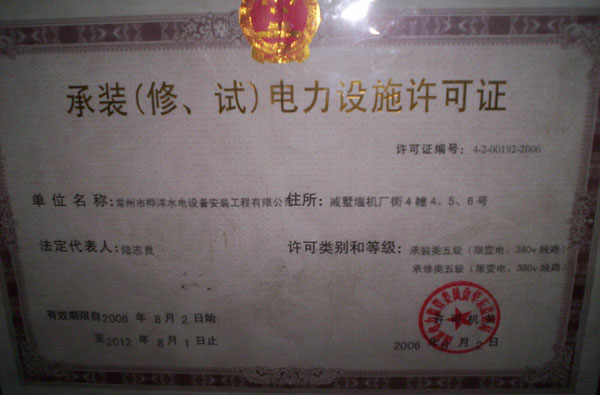 承装(修、试)电力设施许可证
许可证编号: 4-2-00192-2006
单位名称: 常州市晔洋水电设备安装工程有限公司 住所: 戚墅堰机厂街4幢4、5、6号
法定代表人: 陆志良 许可类别和等级: 承装类五级(限变电、380v线路)
承修类五级(限变电、380v线路)
有效期限自2006 年 8月 2日始
至2012 年 8月 1日止
许 机关
2006 年 8月 2日